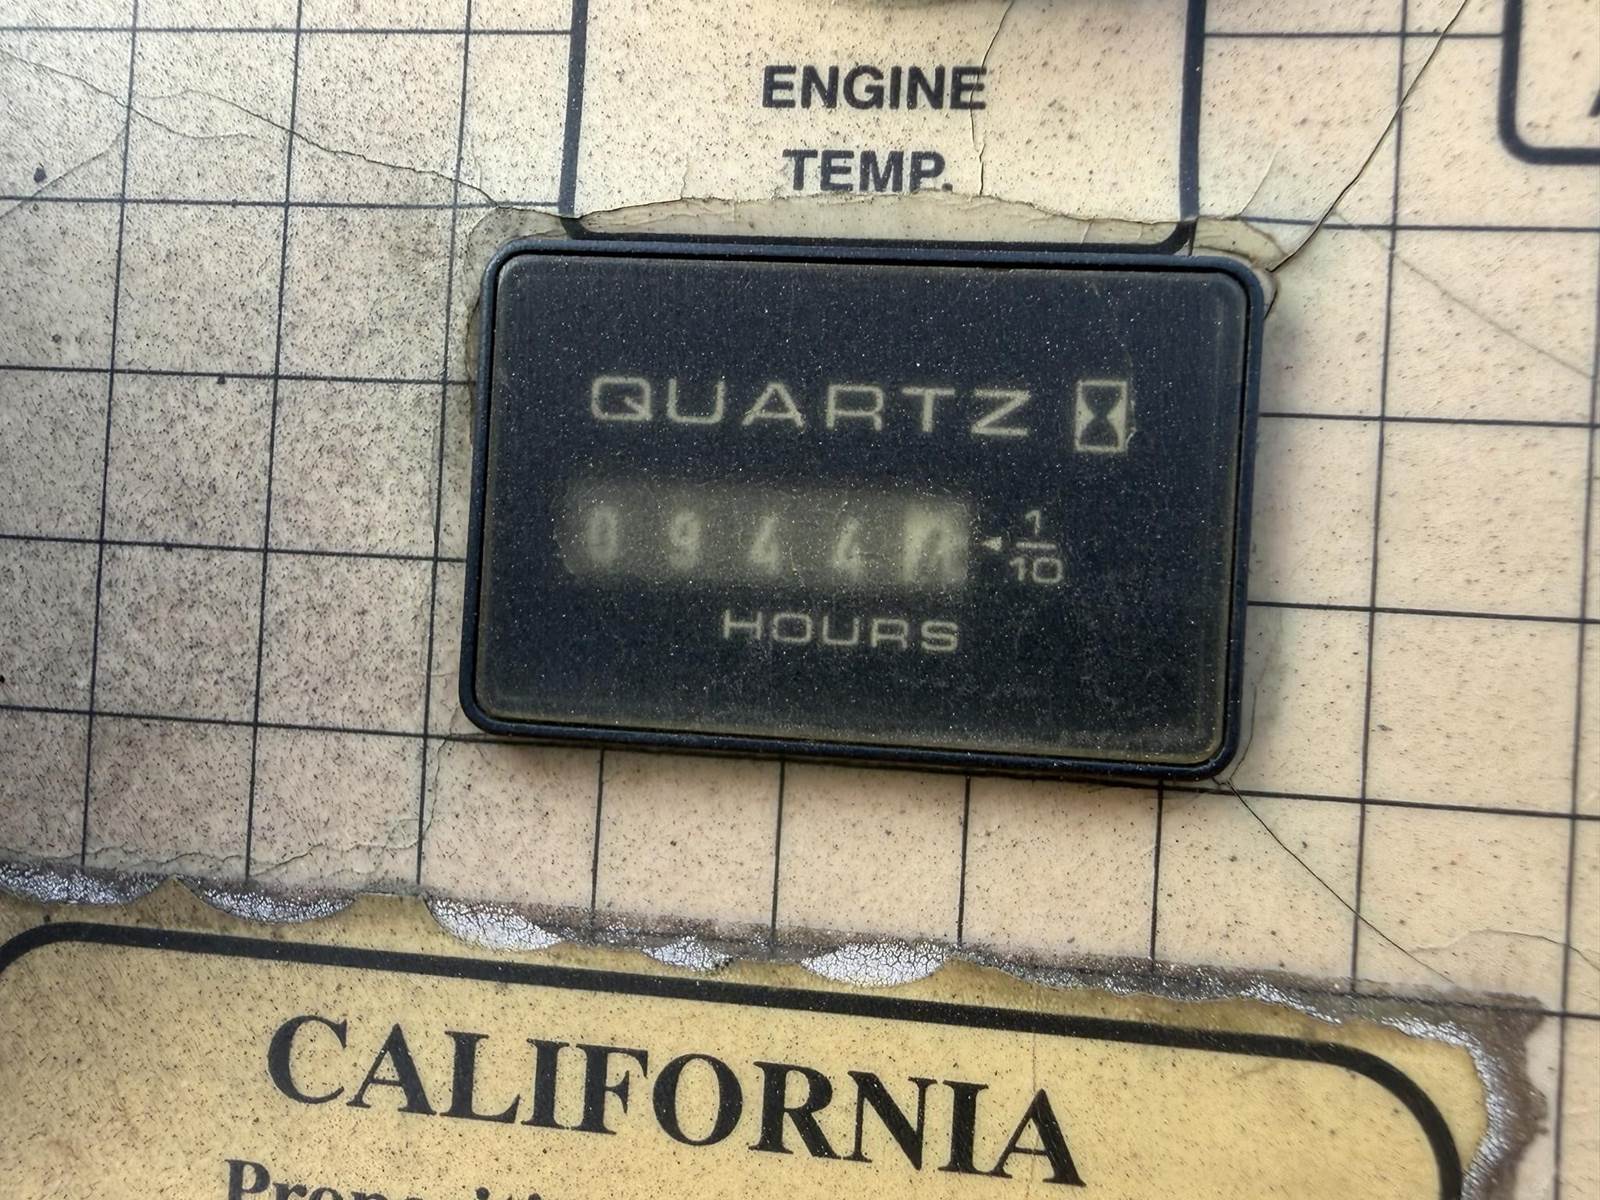 ENGINE
TEMP.
QUARTZ
0944
1
10
HOURS
CALIFORNIA